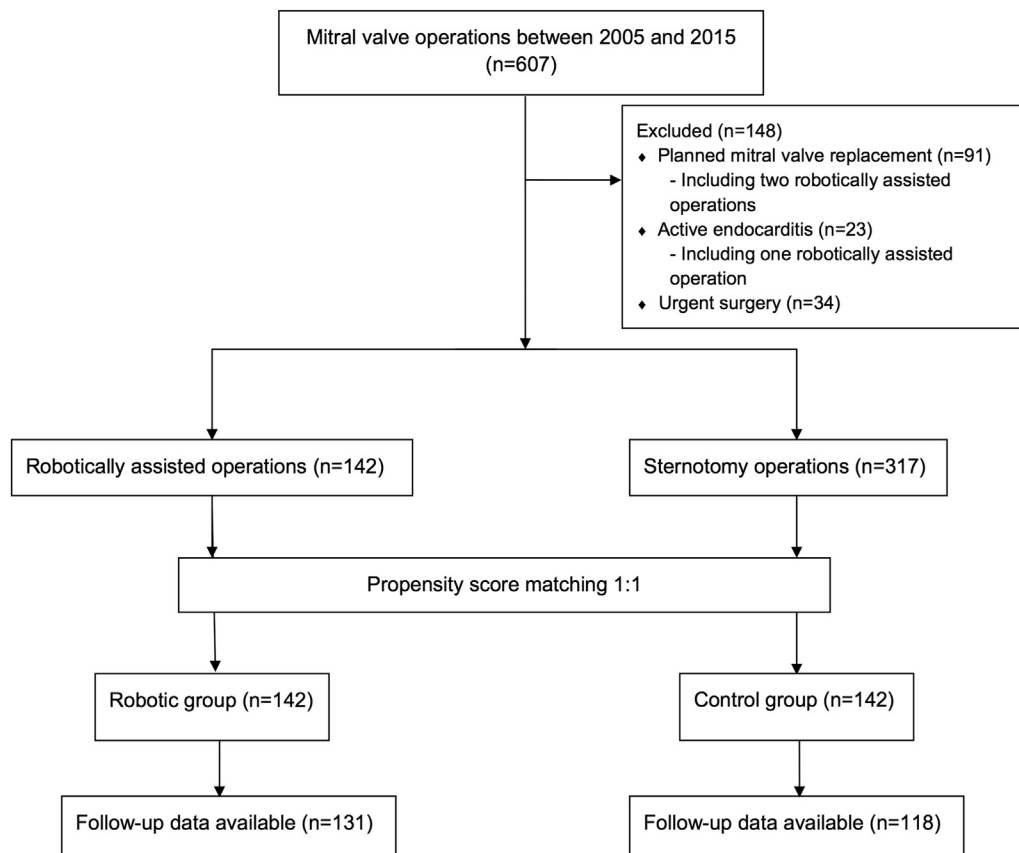 Mitral valve operations between 2005 and 2015
(n=607)
Excluded (n=148)
♦ Planned mitral valve replacement (n=91)
- Including two robotically assisted
operations
♦ Active endocarditis (n=23)
- Including one robotically assisted
operation
♦ Urgent surgery (n=34)
Robotically assisted operations (n=142)
Sternotomy operations (n=317)
Propensity score matching 1:1
Robotic group (n=142)
Control group (n=142)
Follow-up data available (n=131)
Follow-up data available (n=118)